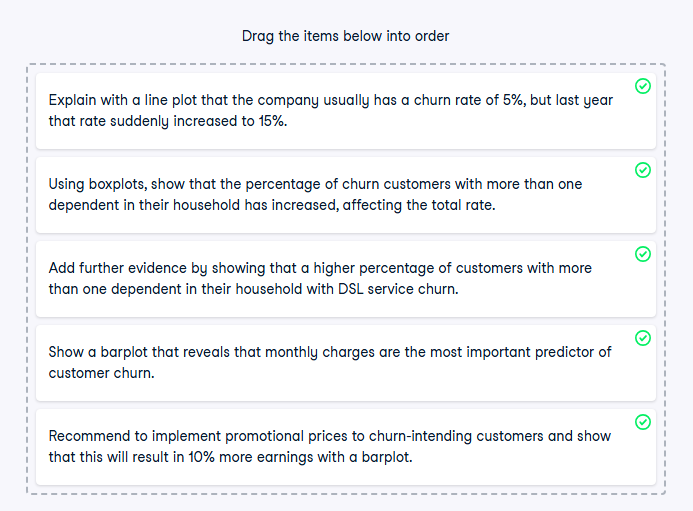 Drag the items below into order
Explain with a line plot that the company usually has a churn rate of 5%, but last year
that rate suddenly increased to 15%.
Using boxplots, show that the percentage of churn customers with more than one
dependent in their household has increased, affecting the total rate.
Add further evidence by showing that a higher percentage of customers with more
than one dependent in their household with DSL service churn.
Show a barplot that reveals that monthly charges are the most important predictor of
customer churn.
Recommend to implement promotional prices to churn-intending customers and show
that this will result in 10% more earnings with a barplot.